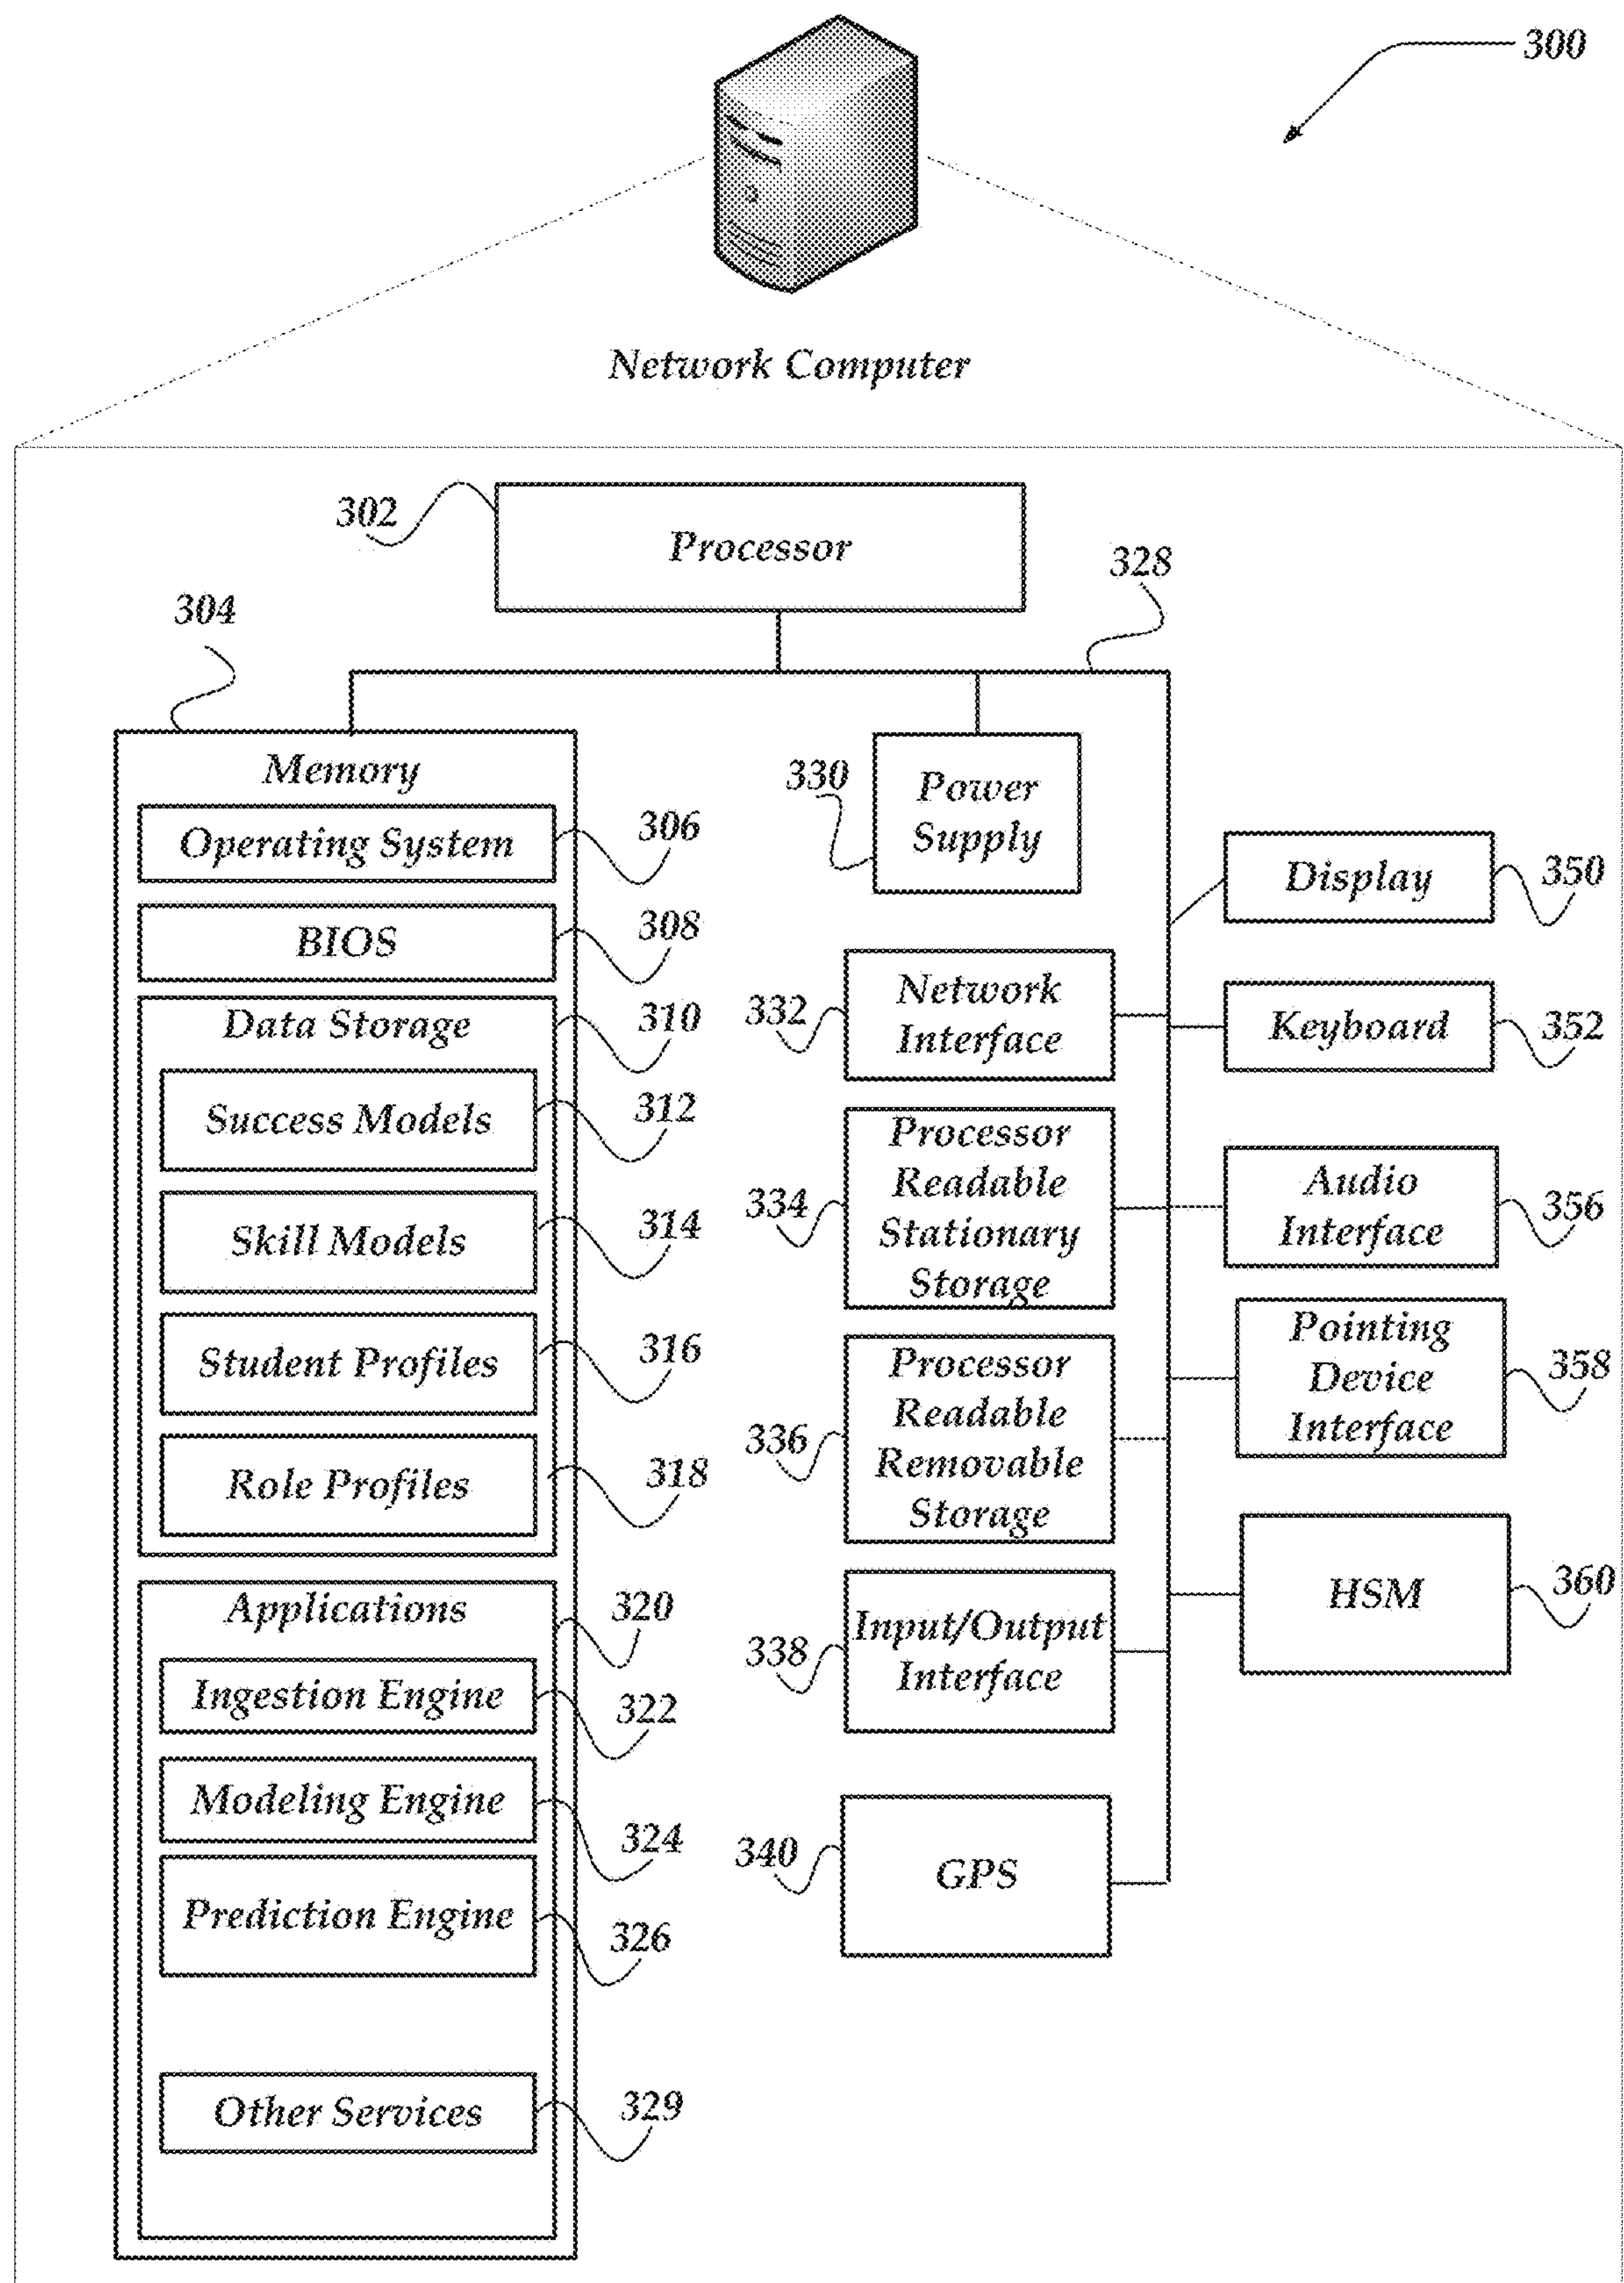 300
Network Computer
302
Processor
328
304
Memory
Operating System
306
BIOS
308
Data Storage
310
Success Models
312
Skill Models
314
Student Profiles
316
Role Profiles
318
Applications
320
Ingestion Engine
322
Modeling Engine
324
Prediction Engine
326
Other Services
329
330
Power
Supply
332
Network
Interface
334
Processor
Readable
Stationary
Storage
336
Processor
Readable
Removable
Storage
338
Input/Output
Interface
340
GPS
Display
350
Keyboard
352
Audio
Interface
356
Pointing
Device
Interface
358
HSM
360